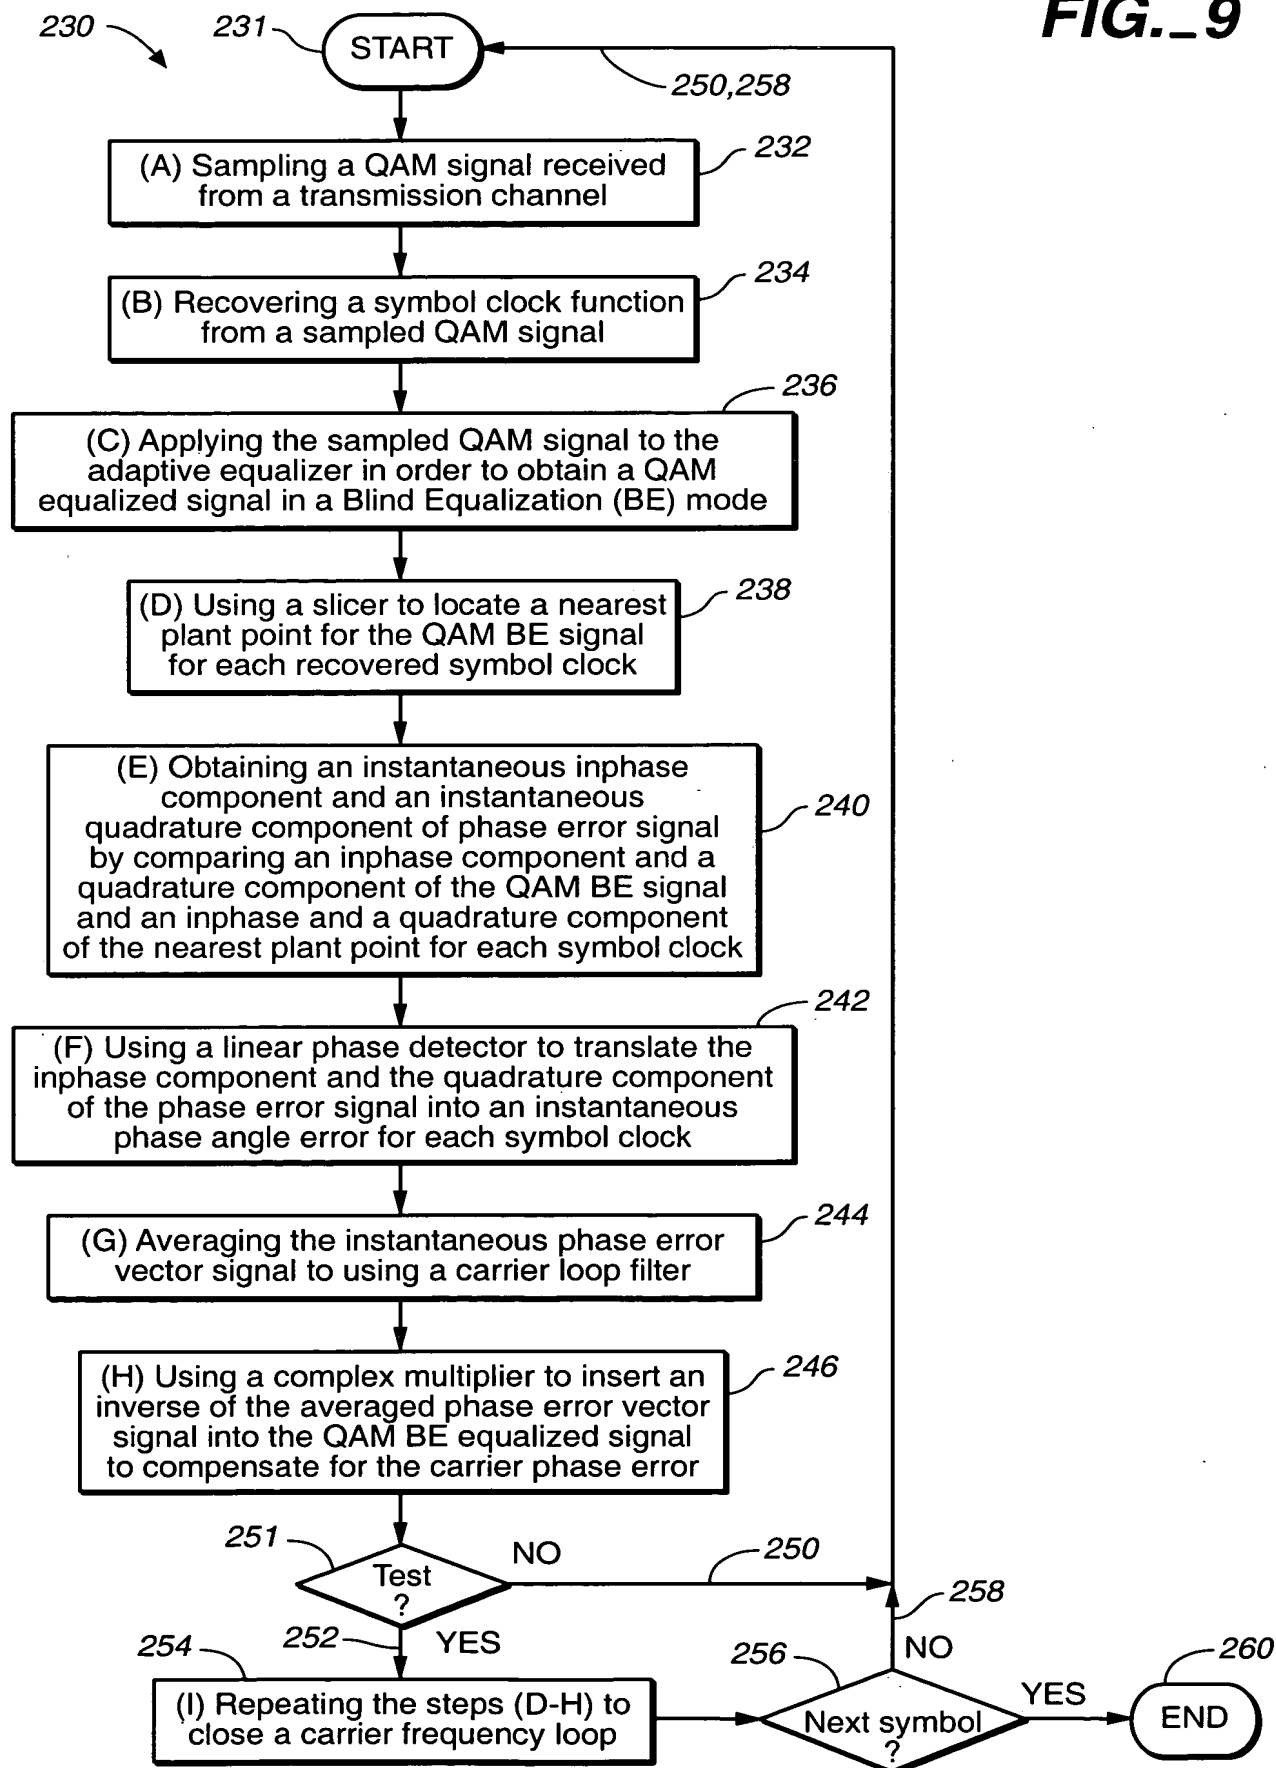 FIG._9
230
231
START
250,258
(A) Sampling a QAM signal received
from a transmission channel
232
(B) Recovering a symbol clock function
from a sampled QAM signal
234
236
(C) Applying the sampled QAM signal to the
adaptive equalizer in order to obtain a QAM
equalized signal in a Blind Equalization (BE) mode
(D) Using a slicer to locate a nearest
plant point for the QAM BE signal
for each recovered symbol clock
238
(E) Obtaining an instantaneous inphase
component and an instantaneous
quadrature component of phase error signal
by comparing an inphase component and a
quadrature component of the QAM BE signal
and an inphase and a quadrature component
of the nearest plant point for each symbol clock
240
242
(F) Using a linear phase detector to translate the
inphase component and the quadrature component
of the phase error signal into an instantaneous
phase angle error for each symbol clock
(G) Averaging the instantaneous phase error
vector signal to using a carrier loop filter
244
(H) Using a complex multiplier to insert an
inverse of the averaged phase error vector
signal into the QAM BE equalized signal
to compensate for the carrier phase error
246
251
Test
?
NO
250
252
YES
254
(I) Repeating the steps (D-H) to
close a carrier frequency loop
256
Next symbol
?
258
NO
YES
260
END